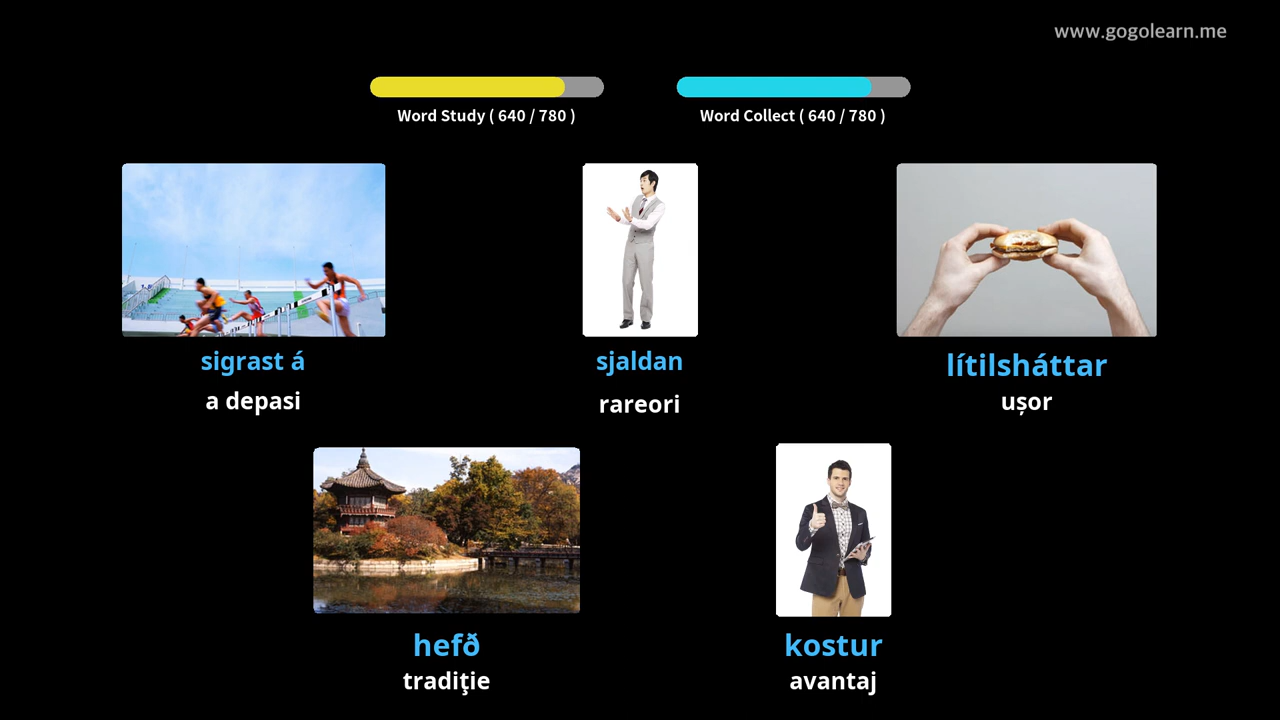 www.gogolearn.me
Word Study ( 640 / 780 )
Word Collect ( 640 / 780 )
sigrast á
a depasi
sjaldan
rareori
lítilsháttar
ușor
hefð
tradiţie
kostur
avantaj